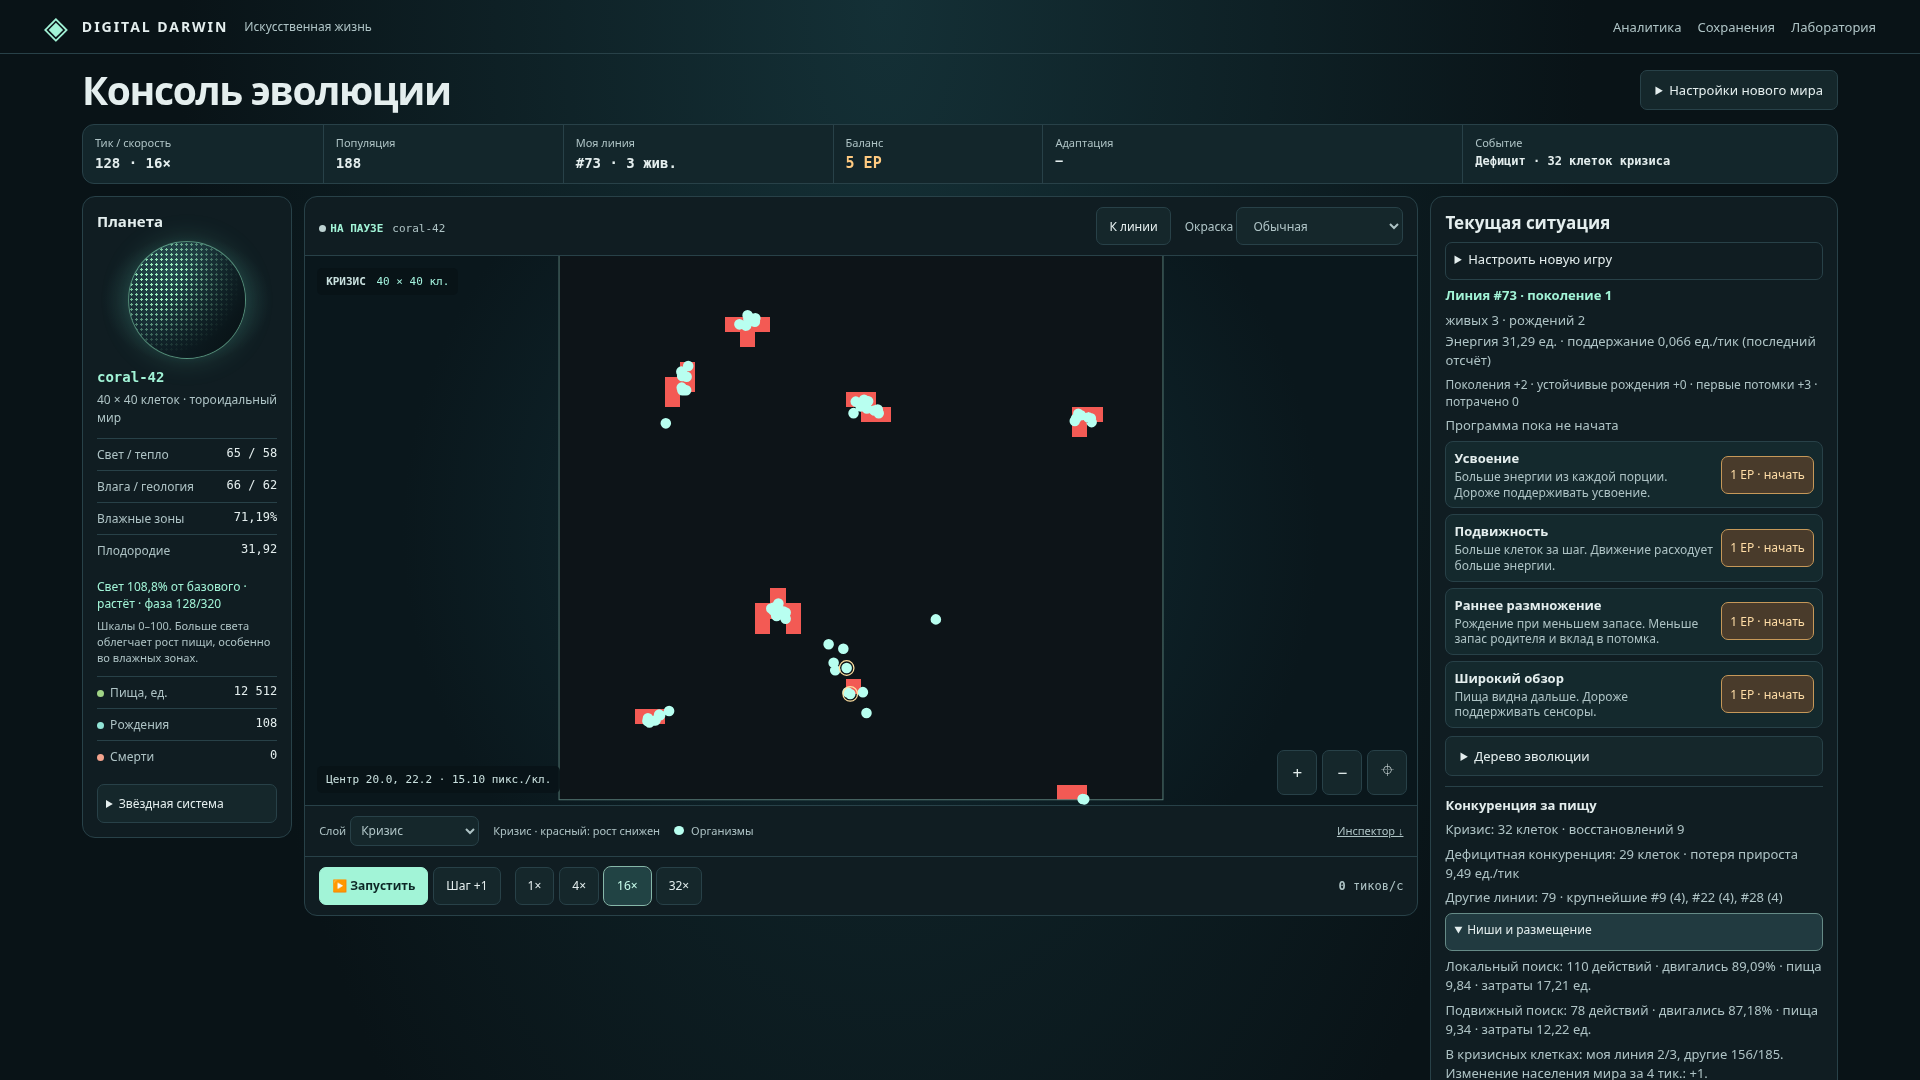 DIGITAL DARWIN
Искусственная жизнь
Аналитика
Сохранения
Лаборатория
Консоль эволюции
Настройки нового мира
Тик / скорость
128 · 16×
Популяция
188
Моя линия
#73 · 3 жив.
Баланс
5 EP
Адаптация
—
Событие
Дефицит · 32 клеток кризиса
Планета
coral-42
40 × 40 клеток · тороидальный
мир
Свет / тепло
65 / 58
Влага / геология
66 / 62
Влажные зоны
71,19%
Плодородие
31,92
Свет 108,8% от базового ·
растёт · фаза 128/320
Шкалы 0–100. Больше света
облегчает рост пищи, особенно
во влажных зонах.
Пища, ед.
12 512
Рождения
108
Смерти
0
Звёздная система
НА ПАУЗЕ coral-42
К линии
Окраска
Обычная
КРИЗИС 40 × 40 кл.
Центр 20.0, 22.2 · 15.10 пикс./кл.
+
−
Слой
Кризис
Кризис · красный: рост снижен
Организмы
Инспектор ↓
Запустить
Шаг +1
1×
4×
16×
32×
0 тиков/с
Текущая ситуация
Настроить новую игру
Линия #73 · поколение 1
живых 3 · рождений 2
Энергия 31,29 ед. · поддержание 0,066 ед./тик (последний
отсчёт)
Поколения +2 · устойчивые рождения +0 · первые потомки +3 ·
потрачено 0
Программа пока не начата
Усвоение
Больше энергии из каждой порции.
Дороже поддерживать усвоение.
1 EP · начать
Подвижность
Больше клеток за шаг. Движение расходует
больше энергии.
1 EP · начать
Раннее размножение
Рождение при меньшем запасе. Меньше
запас родителя и вклад в потомка.
1 EP · начать
Широкий обзор
Пища видна дальше. Дороже
поддерживать сенсоры.
1 EP · начать
Дерево эволюции
Конкуренция за пищу
Кризис: 32 клеток · восстановлений 9
Дефицитная конкуренция: 29 клеток · потеря прироста
9,49 ед./тик
Другие линии: 79 · крупнейшие #9 (4), #22 (4), #28 (4)
Ниши и размещение
Локальный поиск: 110 действий · двигались 89,09% · пища
9,84 · затраты 17,21 ед.
Подвижный поиск: 78 действий · двигались 87,18% · пища
9,34 · затраты 12,22 ед.
В кризисных клетках: моя линия 2/3, другие 156/185.
Изменение населения мира за 4 тик.: +1.